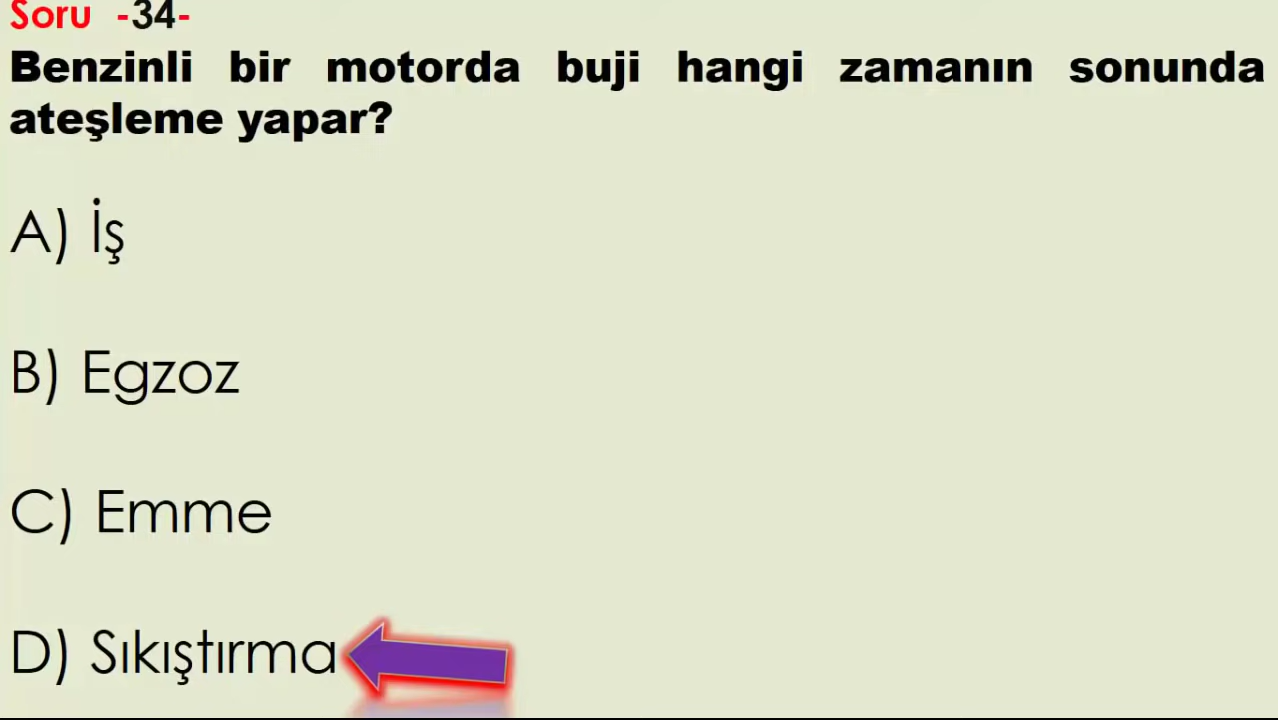 Soru -34-
Benzinli bir motorda buji hangi zamanın sonunda
ateşleme yapar?
A) İş
B) Egzoz
C) Emme
D) Sıkıştırma